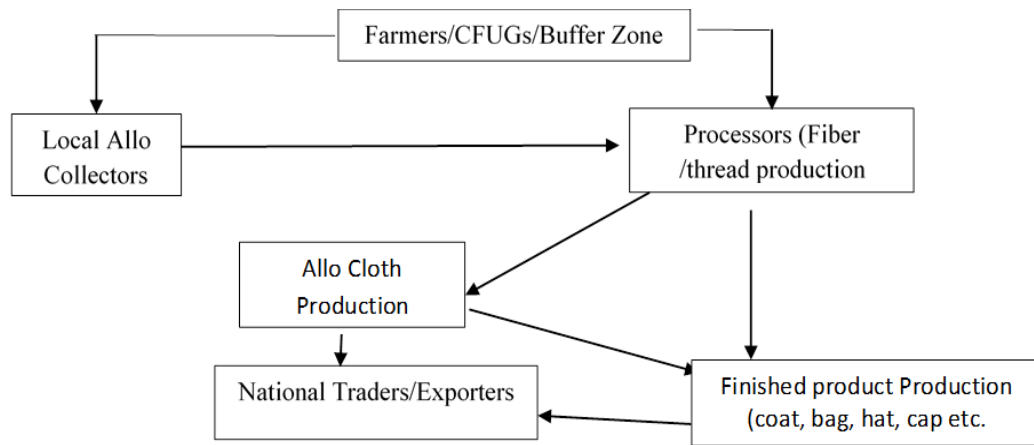 Farmers/CFUGs/Buffer Zone
Local Allo
Collectors
Processors (Fiber
/thread production
Allo Cloth
Production
National Traders/Exporters
Finished product Production
(coat, bag, hat, cap etc.